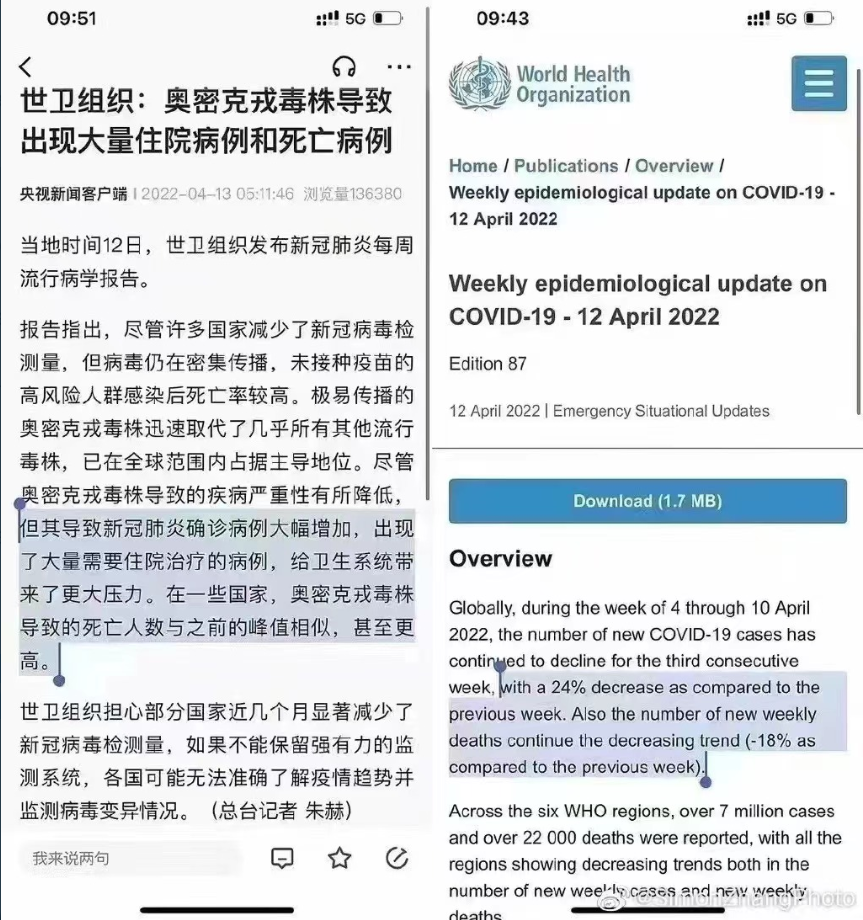 09:51
5G
世卫组织：奥密克戎毒株导致
出现大量住院病例和死亡病例
央视新闻客户端 | 2022-04-13 05:11:46 浏览量136380
当地时间12日，世卫组织发布新冠肺炎每周
流行病学报告。
报告指出，尽管许多国家减少了新冠病毒检
测量，但病毒仍在密集传播，未接种疫苗的
高风险人群感染后死亡率较高。极易传播的
奥密克戎毒株迅速取代了几乎所有其他流行
毒株，已在全球范围内占据主导地位。尽管
奥密克戎毒株导致的疾病严重性有所降低，
但其导致新冠肺炎确诊病例大幅增加，出现
了大量需要住院治疗的病例，给卫生系统带
来了更大压力。在一些国家，奥密克戎毒株
导致的死亡人数与之前的峰值相似，甚至更
高。
世卫组织担心部分国家近几个月显著减少了
新冠病毒检测量，如果不能保留强有力的监
测系统，各国可能无法准确了解疫情趋势并
监测病毒变异情况。（总台记者 朱赫）
我来说两句
09:43
5G
World Health
Organization
Home / Publications / Overview /
Weekly epidemiological update on COVID-19 -
12 April 2022
Weekly epidemiological update on
COVID-19 - 12 April 2022
Edition 87
12 April 2022 | Emergency Situational Updates
Download (1.7 MB)
Overview
Globally, during the week of 4 through 10 April
2022, the number of new COVID-19 cases has
continued to decline for the third consecutive
week, with a 24% decrease as compared to the
previous week. Also the number of new weekly
deaths continue the decreasing trend (-18% as
compared to the previous week).
Across the six WHO regions, over 7 million cases
and over 22 000 deaths were reported, with all the
regions showing decreasing trends both in the
number of new weekly cases and new weekly
deaths
@SimonzhangPhoto